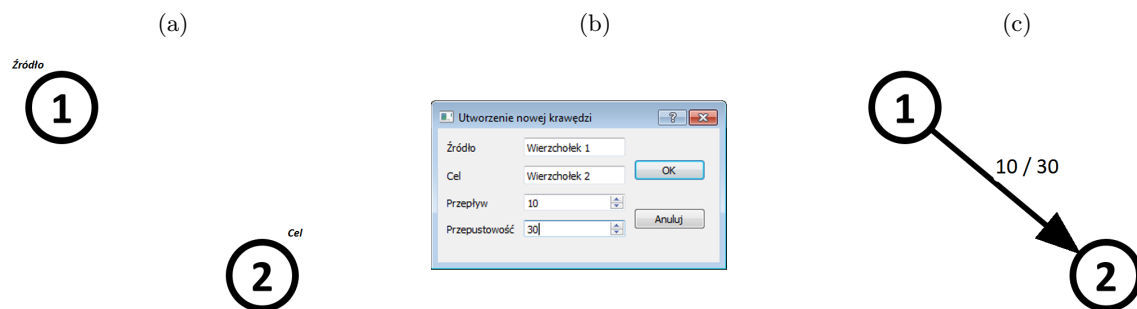 (a)
(b)
(c)
Źródło
1
Cel
2
Utworzenie nowej krawędzi
Źródło Wierzchołek 1
Cel Wierzchołek 2
Przepływ 10
Przepustowość 30
OK
Anuluj
1
10 / 30
2